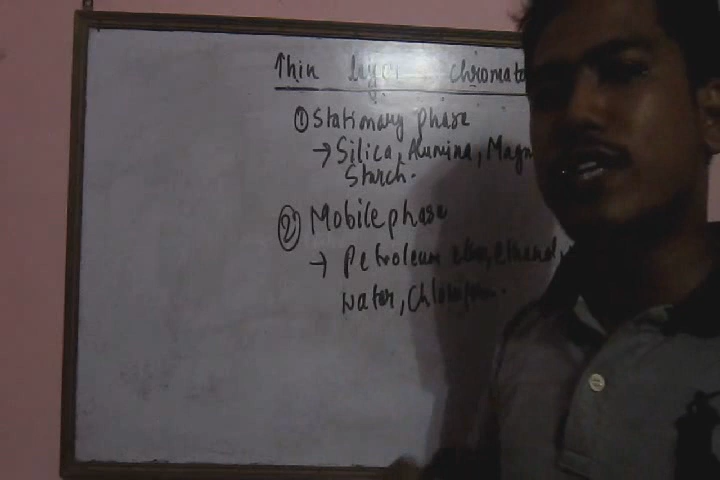 Thin layer chromato
① Stationary phase
→ Silica, Alumina, Magn
Starch.
② Mobile phase
→ Petroleum ether, ethanol,
water, Chloroform.